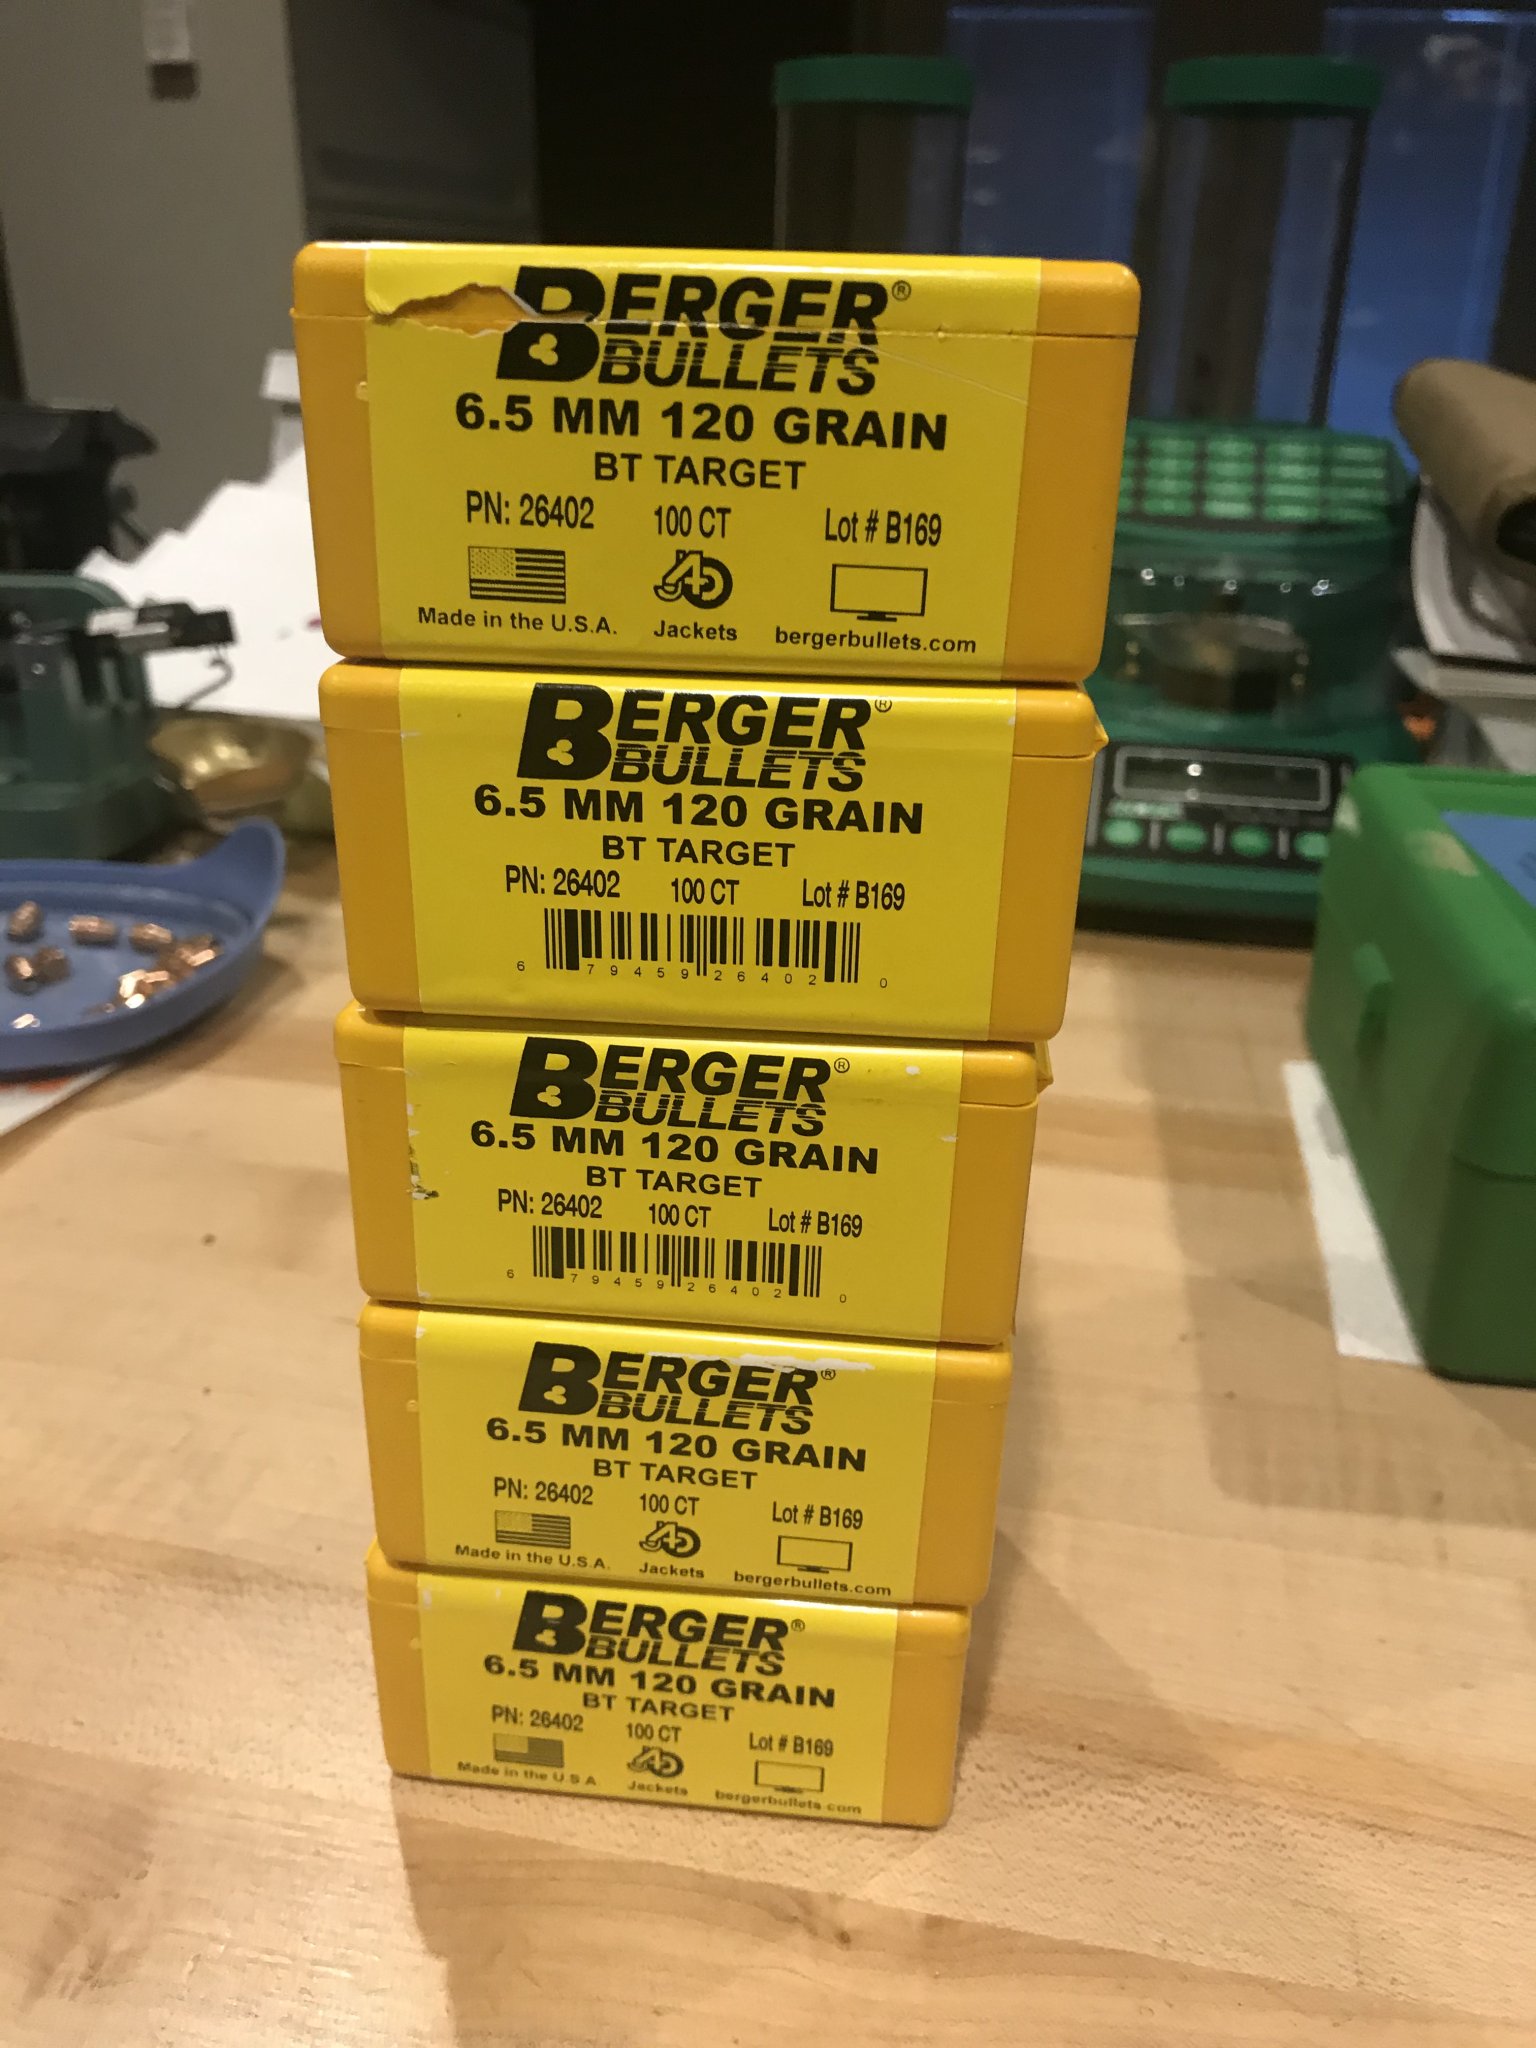 BERGER®
BULLETS
6.5 MM 120 GRAIN
BT TARGET
PN: 26402 100 CT Lot # B169
Made in the U.S.A. Jackets bergerbullets.com
BERGER®
BULLETS
6.5 MM 120 GRAIN
BT TARGET
PN: 26402 100 CT Lot # B169
6 79459 26402 0
BERGER®
BULLETS
6.5 MM 120 GRAIN
BT TARGET
PN: 26402 100 CT Lot # B169
6 79459 26402 0
BERGER®
BULLETS
6.5 MM 120 GRAIN
BT TARGET
PN: 26402 100 CT Lot # B169
Made in the U.S.A. Jackets bergerbullets.com
BERGER®
BULLETS
6.5 MM 120 GRAIN
BT TARGET
PN: 26402 100 CT Lot # B169
Made in the U.S.A Jackets bergerbullets.com